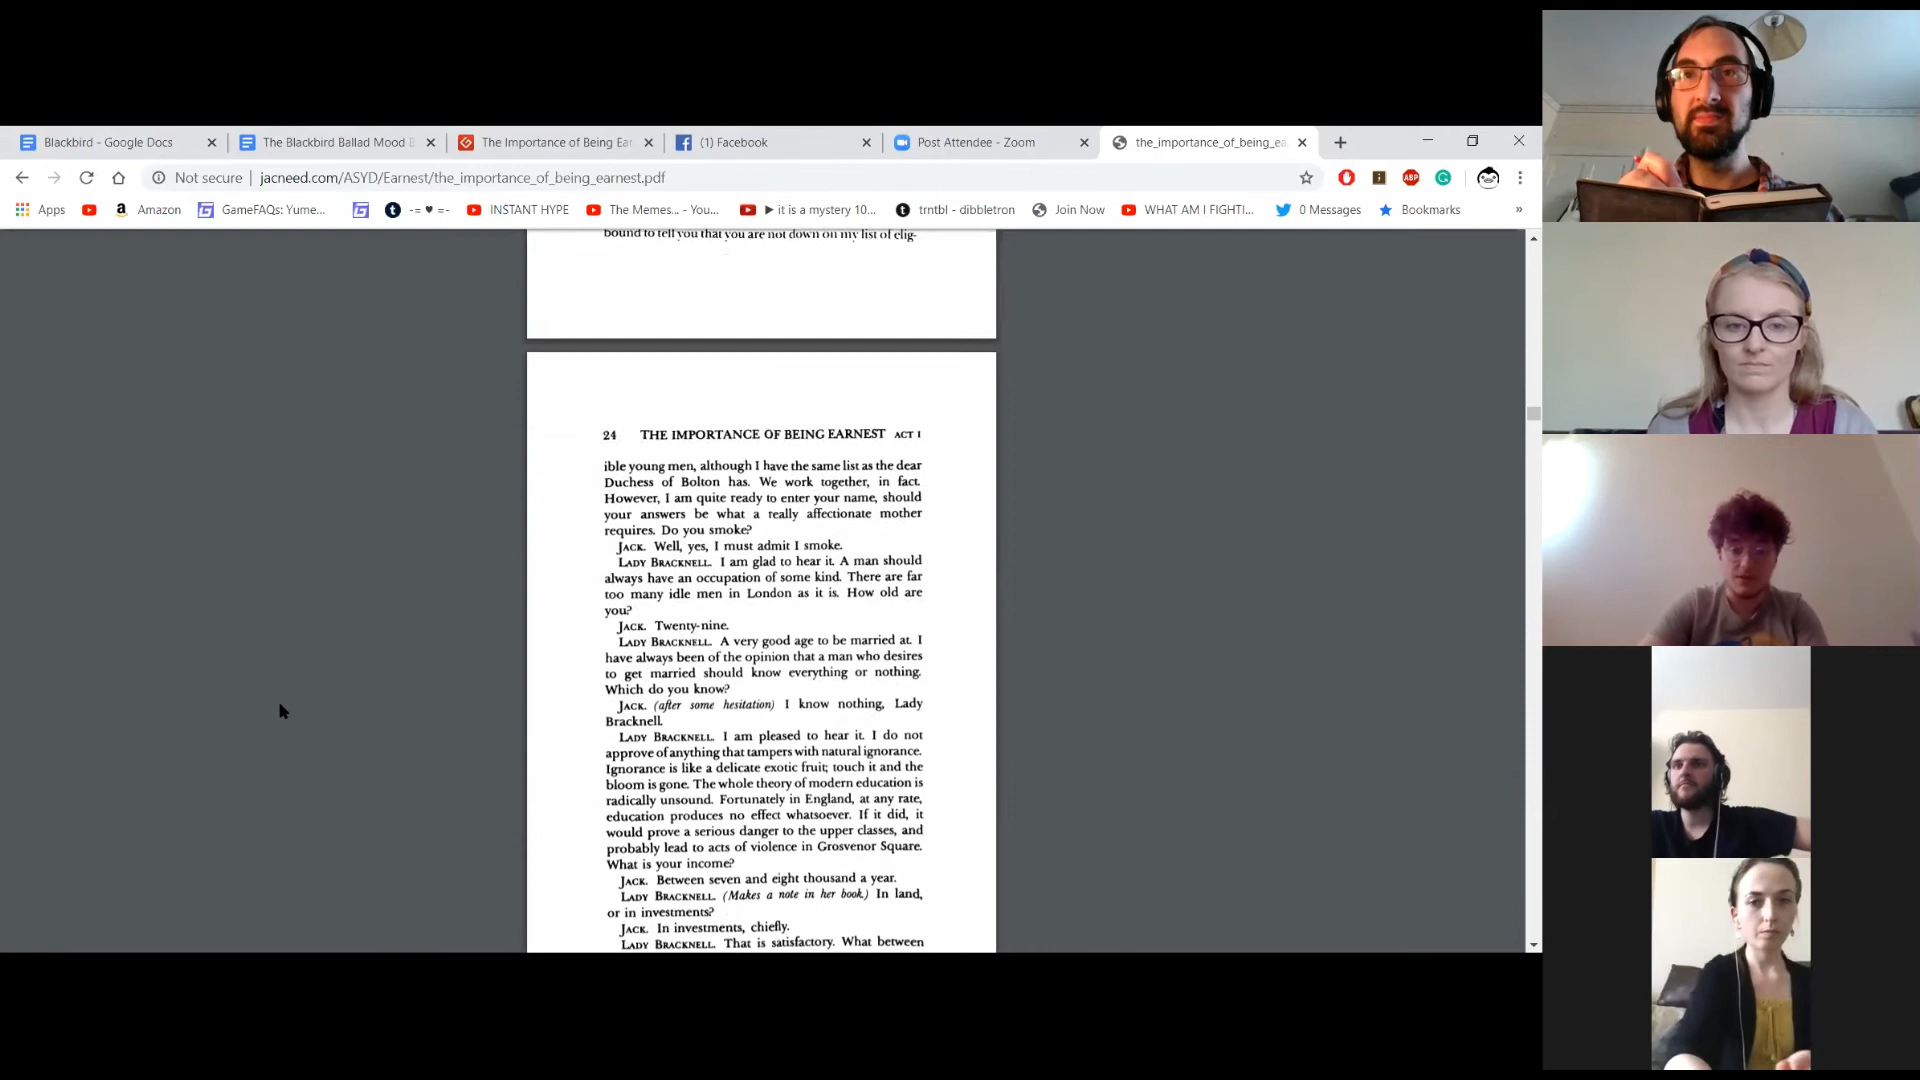 Blackbird - Google Docs
The Blackbird Ballad Mood B
The Importance of Being Ear
(1) Facebook
Post Attendee - Zoom
the_importance_of_being_ea
Not secure | jacneed.com/ASYD/Earnest/the_importance_of_being_earnest.pdf
ABP
Apps
Amazon
GameFAQs: Yume...
-= ♥ =-
INSTANT HYPE
The Memes... - You...
it is a mystery 10...
trntbl - dibbletron
Join Now
WHAT AM I FIGHTI...
0 Messages
Bookmarks
»
bound to tell you that you are not down on my list of elig-
24 THE IMPORTANCE OF BEING EARNEST ACT I
ible young men, although I have the same list as the dear
Duchess of Bolton has. We work together, in fact.
However, I am quite ready to enter your name, should
your answers be what a really affectionate mother
requires. Do you smoke?
JACK. Well, yes, I must admit I smoke.
LADY BRACKNELL. I am glad to hear it. A man should
always have an occupation of some kind. There are far
too many idle men in London as it is. How old are
you?
JACK. Twenty-nine.
LADY BRACKNELL. A very good age to be married at. I
have always been of the opinion that a man who desires
to get married should know everything or nothing.
Which do you know?
JACK. (after some hesitation) I know nothing, Lady
Bracknell.
LADY BRACKNELL. I am pleased to hear it. I do not
approve of anything that tampers with natural ignorance.
Ignorance is like a delicate exotic fruit; touch it and the
bloom is gone. The whole theory of modern education is
radically unsound. Fortunately in England, at any rate,
education produces no effect whatsoever. If it did, it
would prove a serious danger to the upper classes, and
probably lead to acts of violence in Grosvenor Square.
What is your income?
JACK. Between seven and eight thousand a year.
LADY BRACKNELL. (Makes a note in her book.) In land,
or in investments?
JACK. In investments, chiefly.
LADY BRACKNELL. That is satisfactory. What between